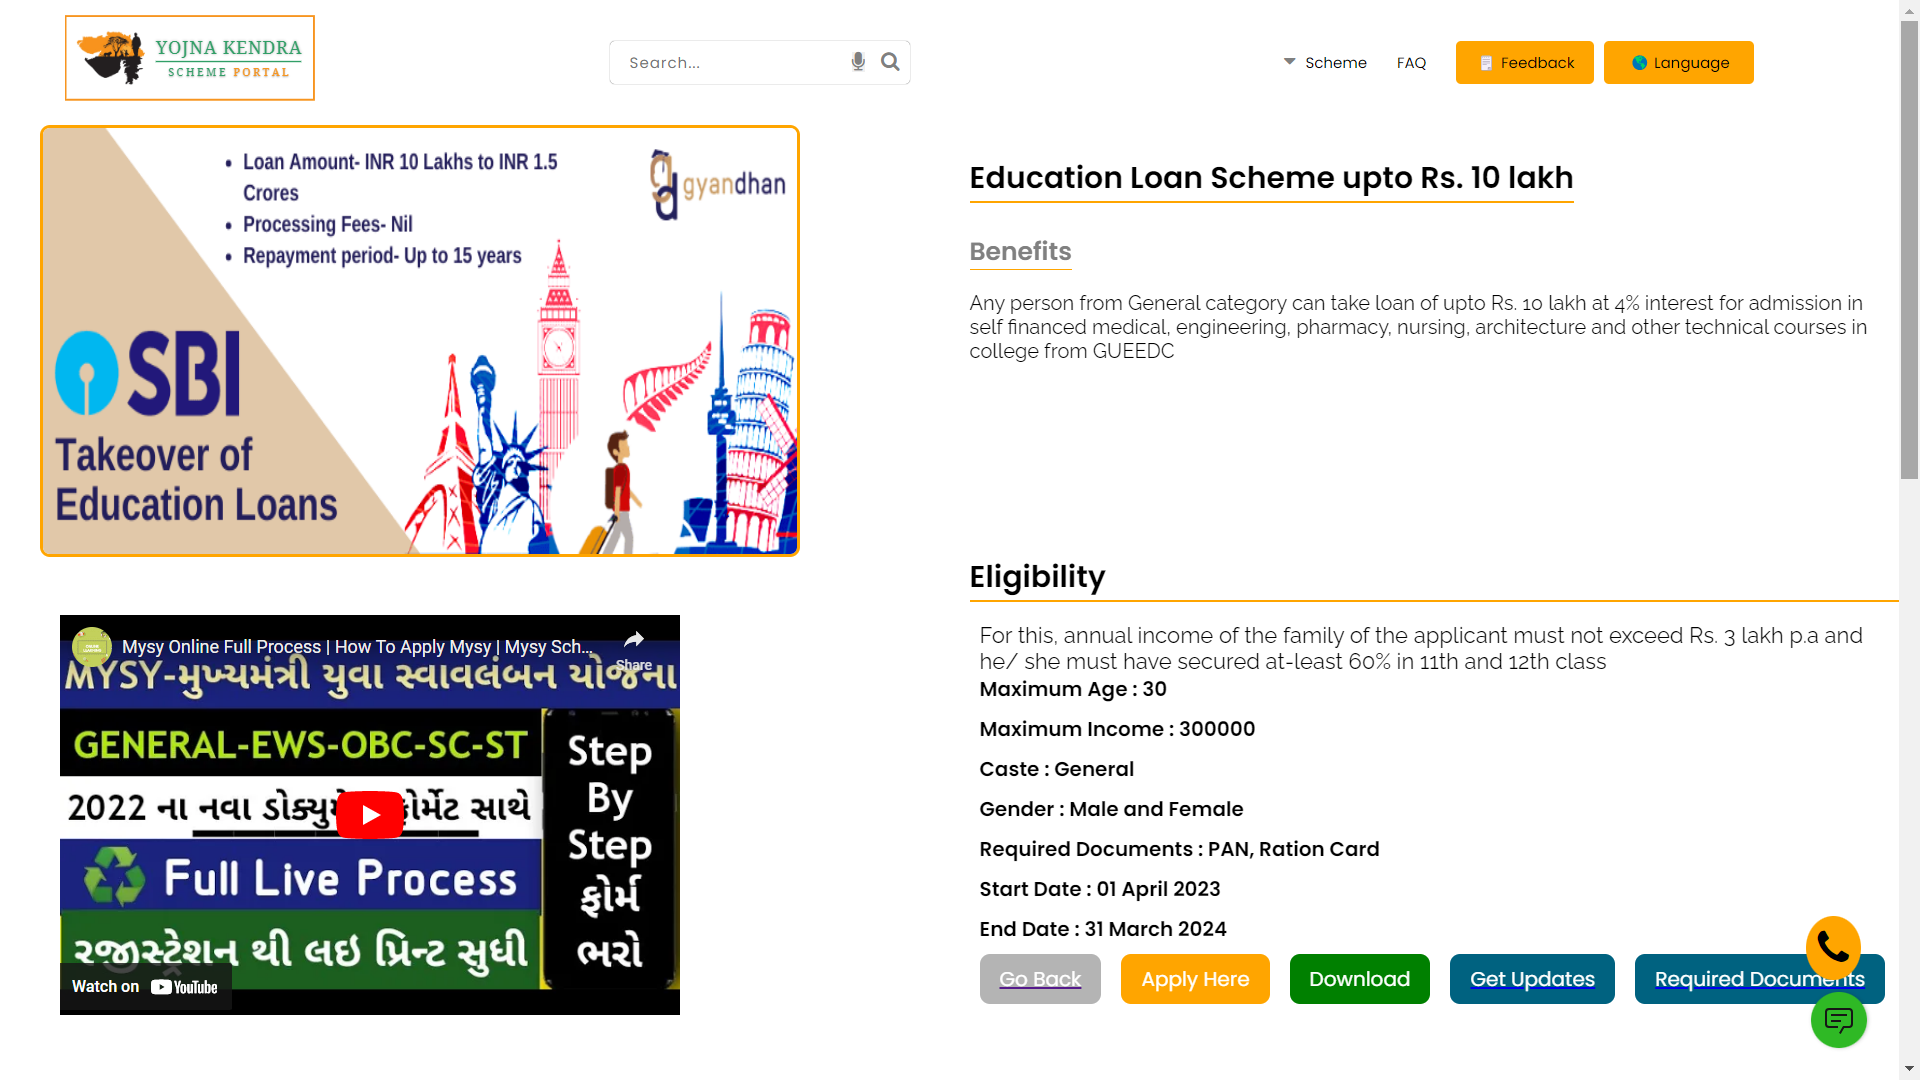 YOJNA KENDRA
SCHEME PORTAL
Search...
Scheme
FAQ
Feedback
Language
• Loan Amount- INR 10 Lakhs to INR 1.5
Crores
• Processing Fees- Nil
• Repayment period- Up to 15 years
gyandhan
SBI
Takeover of
Education Loans
Education Loan Scheme upto Rs. 10 lakh
Benefits
Any person from General category can take loan of upto Rs. 10 lakh at 4% interest for admission in
self financed medical, engineering, pharmacy, nursing, architecture and other technical courses in
college from GUEEDC
Eligibility
For this, annual income of the family of the applicant must not exceed Rs. 3 lakh p.a and
he/ she must have secured at-least 60% in 11th and 12th class
Maximum Age : 30
Maximum Income : 300000
Caste : General
Gender : Male and Female
Required Documents : PAN, Ration Card
Start Date : 01 April 2023
End Date : 31 March 2024
Go Back
Apply Here
Download
Get Updates
Required Documents
Mysy Online Full Process | How To Apply Mysy | Mysy Sch...
Share
MYSY-મુખ્યમંત્રી યુવા સ્વાવલંબન યોજના
GENERAL-EWS-OBC-SC-ST
2022 ના નવા
સાથે
Full Live Process
રજીસ્ટ્રેશન થી લઇ પ્રિન્ટ સુધી
Step
By
Step
ફોર્મ
ભરો
Watch on YouTube